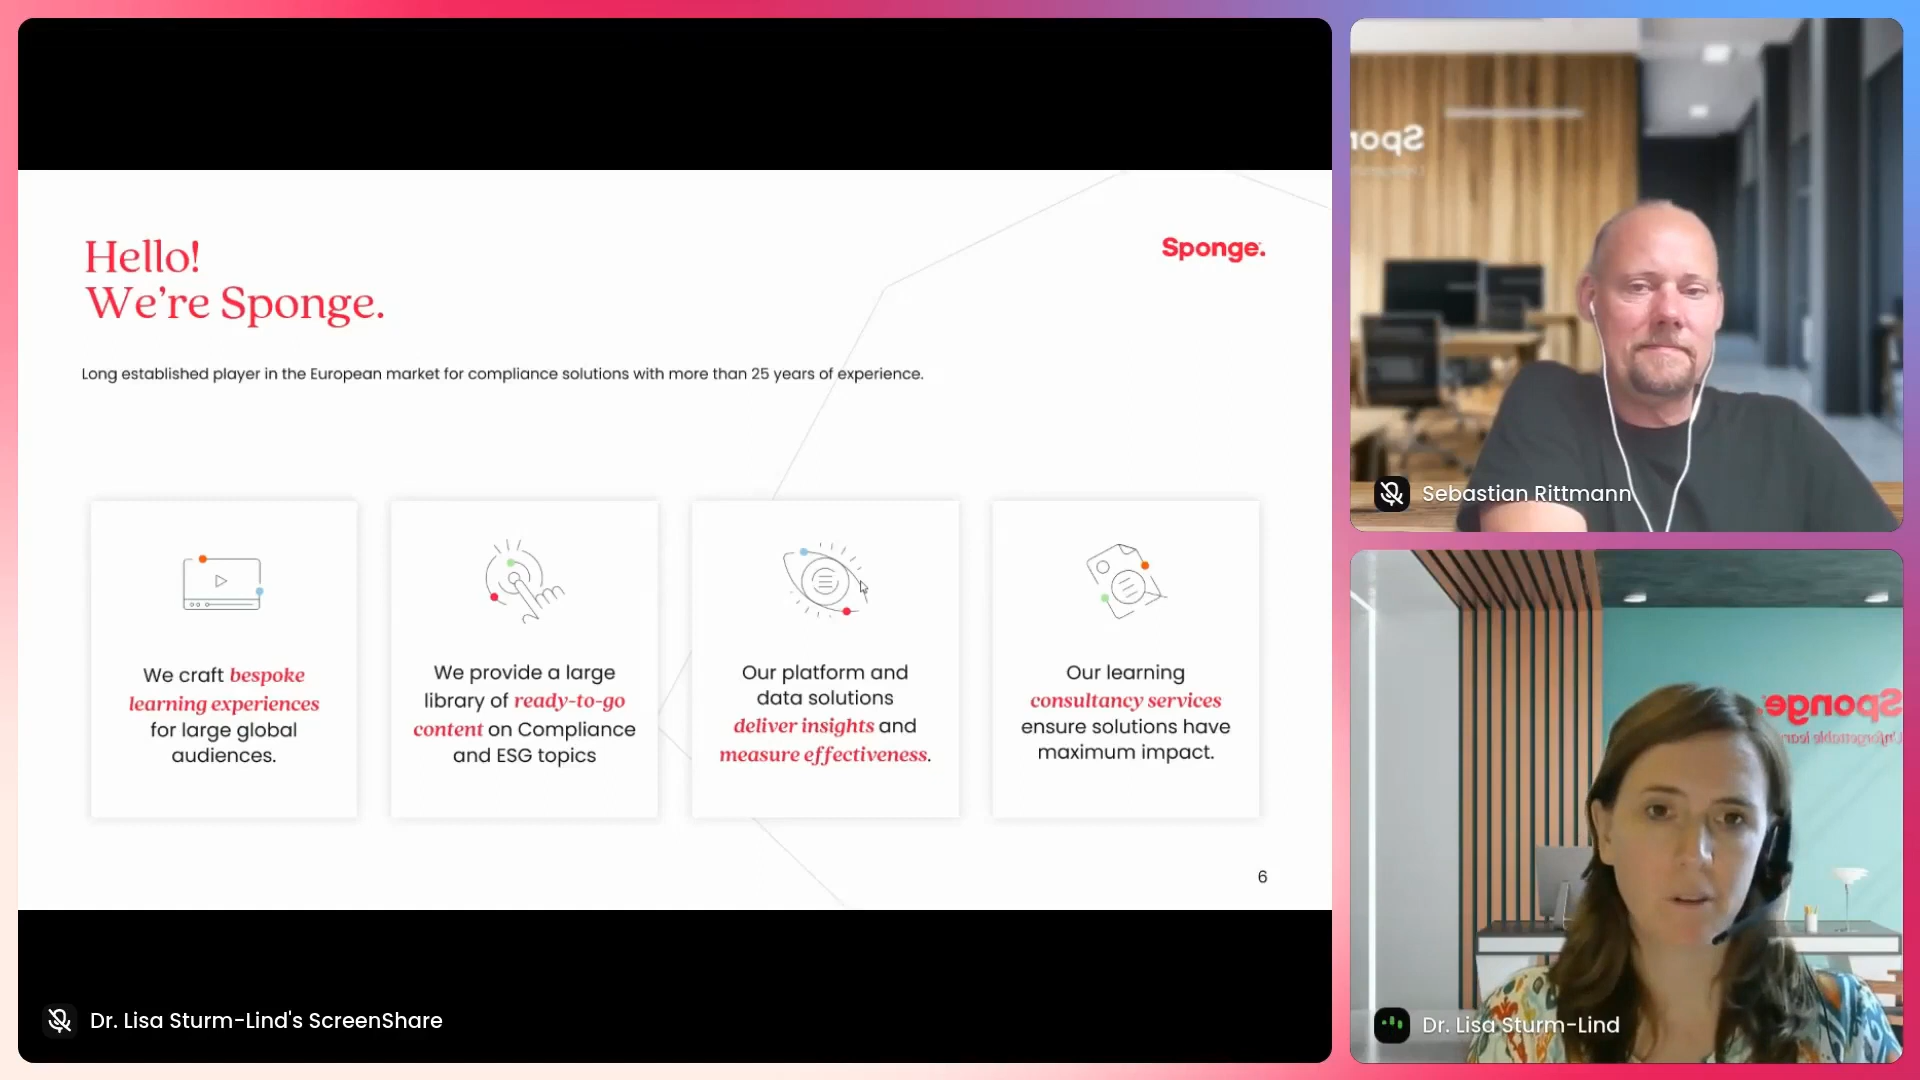 Hello!
We're Sponge.
Sponge.
Long established player in the European market for compliance solutions with more than 25 years of experience.
We craft bespoke
learning experiences
for large global
audiences.
We provide a large
library of ready-to-go
content on Compliance
and ESG topics
Our platform and
data solutions
deliver insights and
measure effectiveness.
Our learning
consultancy services
ensure solutions have
maximum impact.
6
Dr. Lisa Sturm-Lind's ScreenShare
Spon
Sebastian Rittmann
Sponge.
Unforgettable lear
Dr. Lisa Sturm-Lind